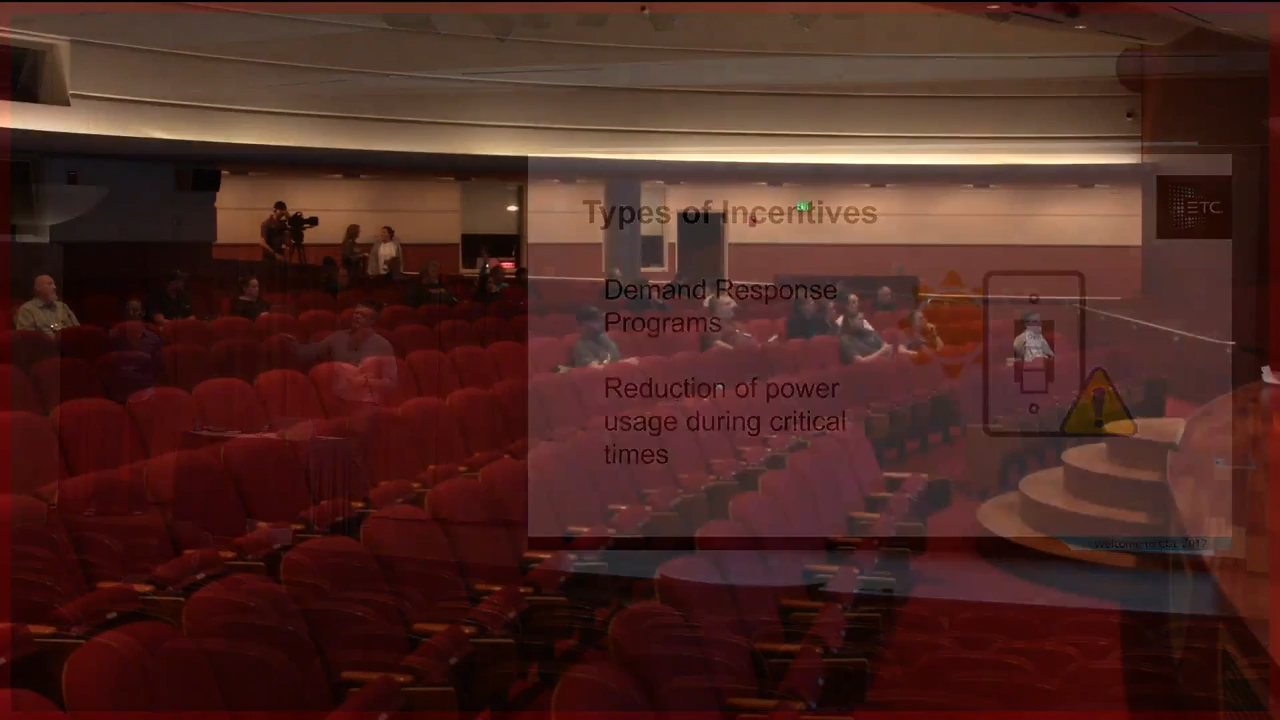 Types of Incentives
ETC
Demand Response
Programs
Reduction of power
usage during critical
times